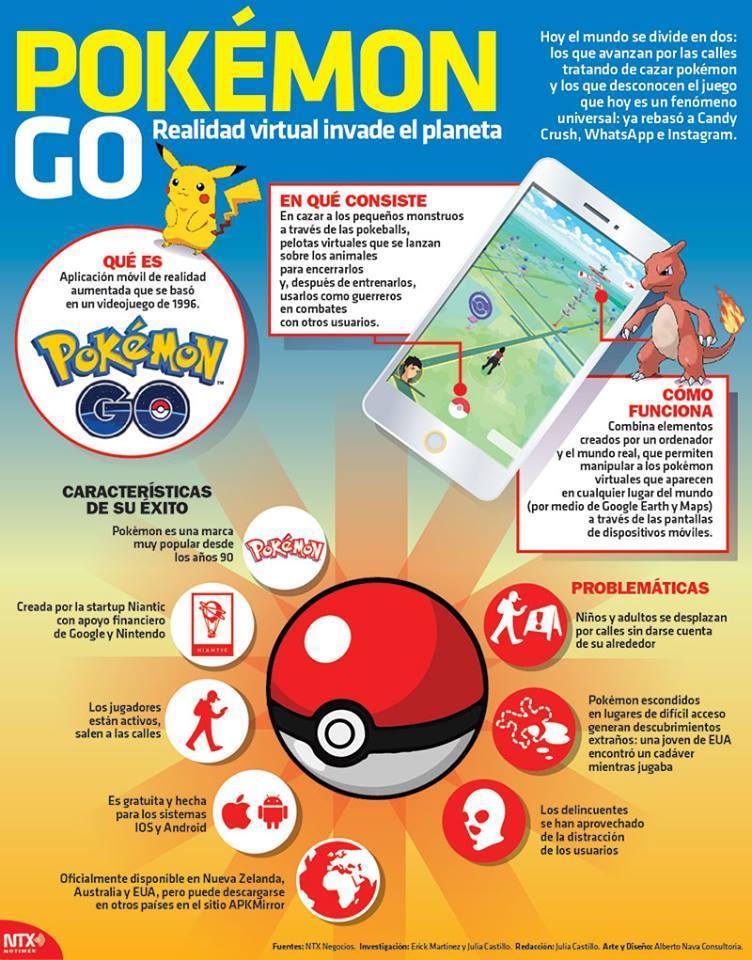 POKÉMON
GO
Realidad virtual invade el planeta
Hoy el mundo se divide en dos:
los que avanzan por las calles
tratando de cazar pokémon
y los que desconocen el juego
que hoy es un fenómeno
universal: ya rebasó a Candy
Crush, WhatsApp e Instagram.
QUÉ ES
Aplicación móvil de realidad
aumentada que se basó
en un videojuego de 1996.
POKéMON
GO
TM
EN QUÉ CONSISTE
En cazar a los pequeños monstruos
a través de las pokeballs,
pelotas virtuales que se lanzan
sobre los animales
para encerrarlos
y, después de entrenarlos,
usarlos como guerreros
en combates
con otros usuarios.
CÓMO
FUNCIONA
Combina elementos
creados por un ordenador
y el mundo real, que permiten
manipular a los pokémon
virtuales que aparecen
en cualquier lugar del mundo
(por medio de Google Earth y Maps)
a través de las pantallas
de dispositivos móviles.
CARACTERÍSTICAS
DE SU ÉXITO
Pokémon es una marca
muy popular desde
los años 90
POKéMON
Creada por la startup Niantic
con apoyo financiero
de Google y Nintendo
NIANTIC
Los jugadores
están activos,
salen a las calles
Es gratuita y hecha
para los sistemas
IOS y Android
Oficialmente disponible en Nueva Zelanda,
Australia y EUA, pero puede descargarse
en otros países en el sitio APKMirror
PROBLEMÁTICAS
Niños y adultos se desplazan
por calles sin darse cuenta
de su alrededor
Pokémon escondidos
en lugares de difícil acceso
generan descubrimientos
extraños: una joven de EUA
encontró un cadáver
mientras jugaba
Los delincuentes
se han aprovechado
de la distracción
de los usuarios
NTX
NOTIMEX
Fuentes: NTX Negocios. Investigación: Erick Martínez y Julia Castillo. Redacción: Julia Castillo. Arte y Diseño: Alberto Nava Consultoría.